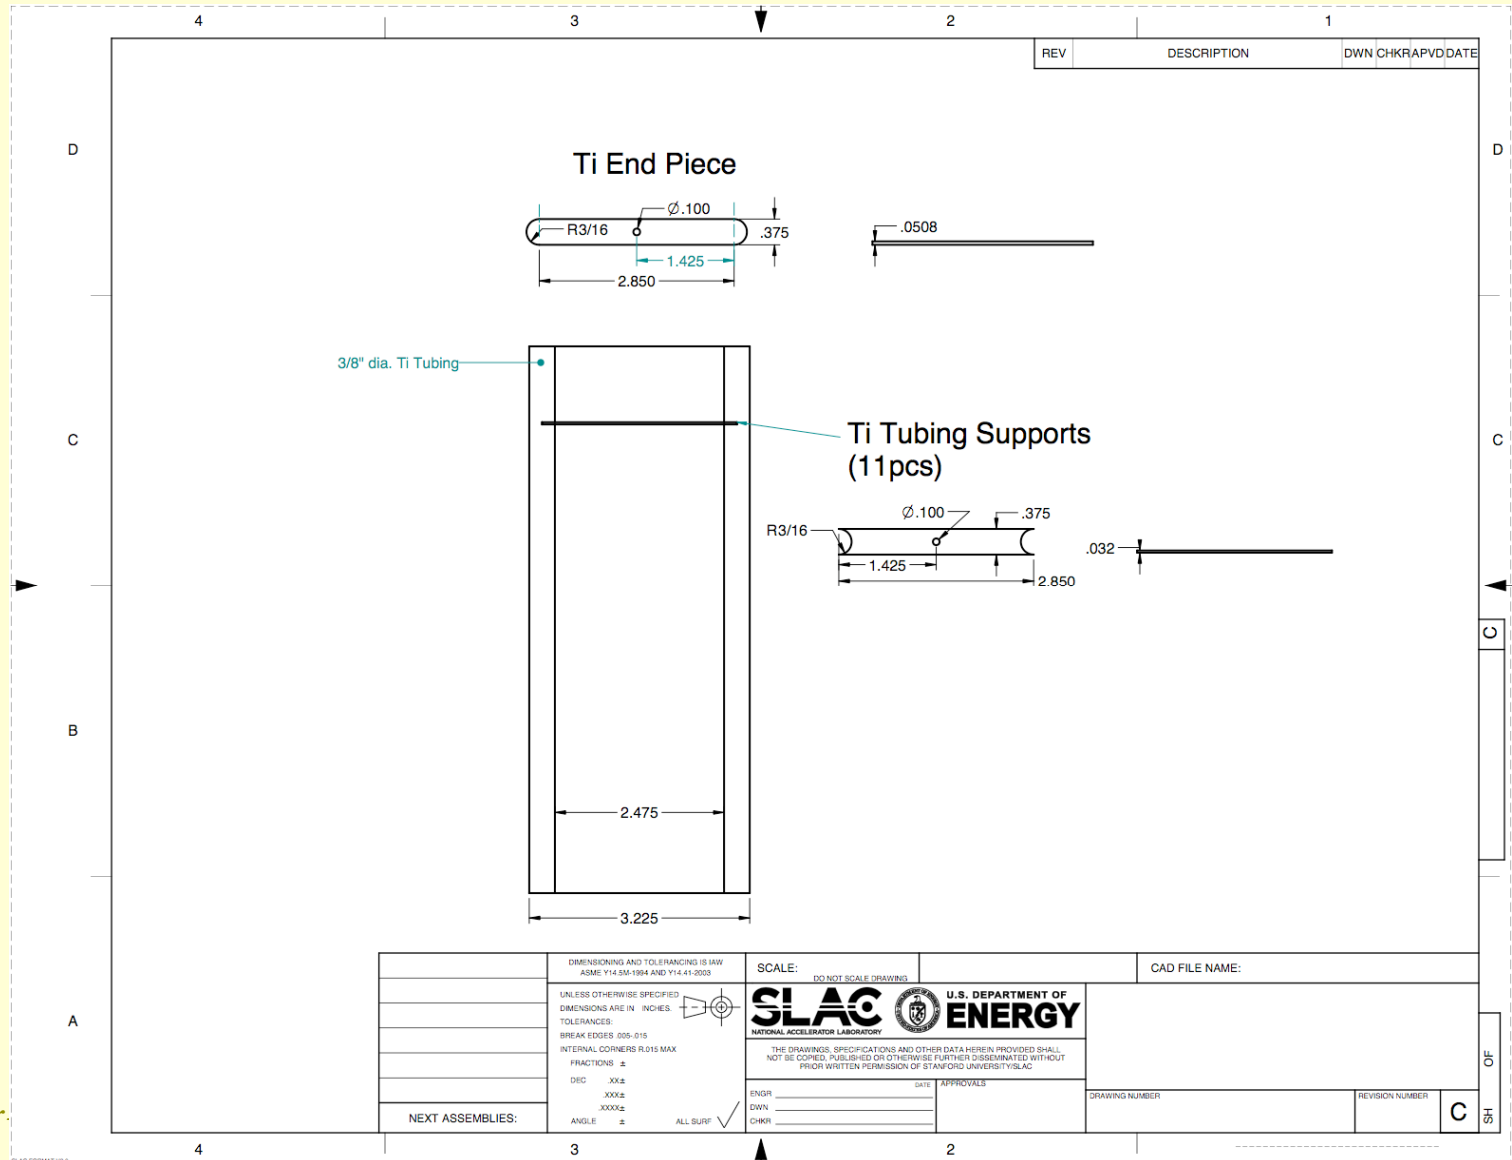 4 3 2 1
REV DESCRIPTION DWN CHKR APVD DATE
D D
Ti End Piece
Ø.100
R3/16
.375
.0508
1.425
2.850
3/8" dia. Ti Tubing
C C
Ti Tubing Supports
(11pcs)
Ø.100
.375
R3/16
.032
1.425
2.850
C
B
2.475
3.225
DIMENSIONING AND TOLERANCING IS IAW
ASME Y14.5M-1994 AND Y14.41-2003
SCALE:
DO NOT SCALE DRAWING
CAD FILE NAME:
UNLESS OTHERWISE SPECIFIED
DIMENSIONS ARE IN INCHES.
TOLERANCES:
BREAK EDGES .005-.015
INTERNAL CORNERS R.015 MAX
FRACTIONS ±
DEC .XX±
.XXX±
.XXXX±
ANGLE ±
ALL SURF
SLAC
NATIONAL ACCELERATOR LABORATORY
U.S. DEPARTMENT OF
ENERGY
THE DRAWINGS, SPECIFICATIONS AND OTHER DATA HEREIN PROVIDED SHALL
NOT BE COPIED, PUBLISHED OR OTHERWISE FURTHER DISSEMINATED WITHOUT
PRIOR WRITTEN PERMISSION OF STANFORD UNIVERSITY/SLAC
A
DATE
APPROVALS
ENGR
DWN
CHKR
DRAWING NUMBER
REVISION NUMBER
C
SH OF
NEXT ASSEMBLIES:
4 3 2